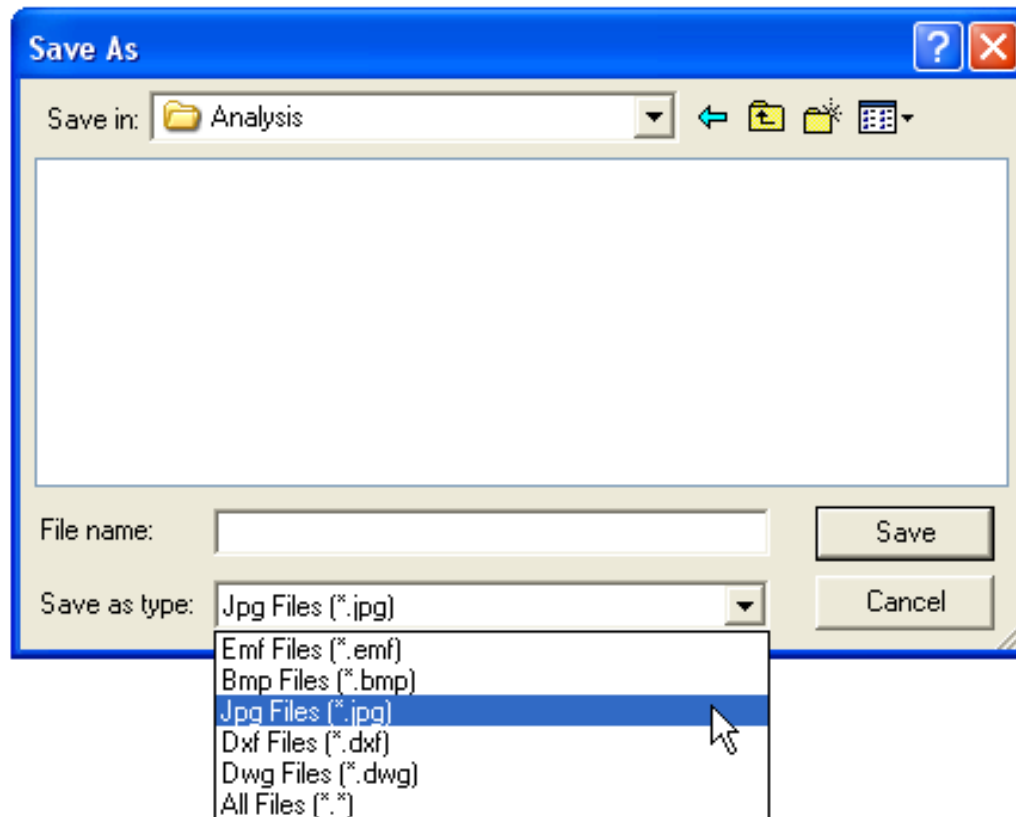 Save As
Save in: Analysis
File name:
Save
Save as type: Jpg Files (*.jpg)
Cancel
Emf Files (*.emf)
Bmp Files (*.bmp)
Jpg Files (*.jpg)
Dxf Files (*.dxf)
Dwg Files (*.dwg)
All Files (*.*)